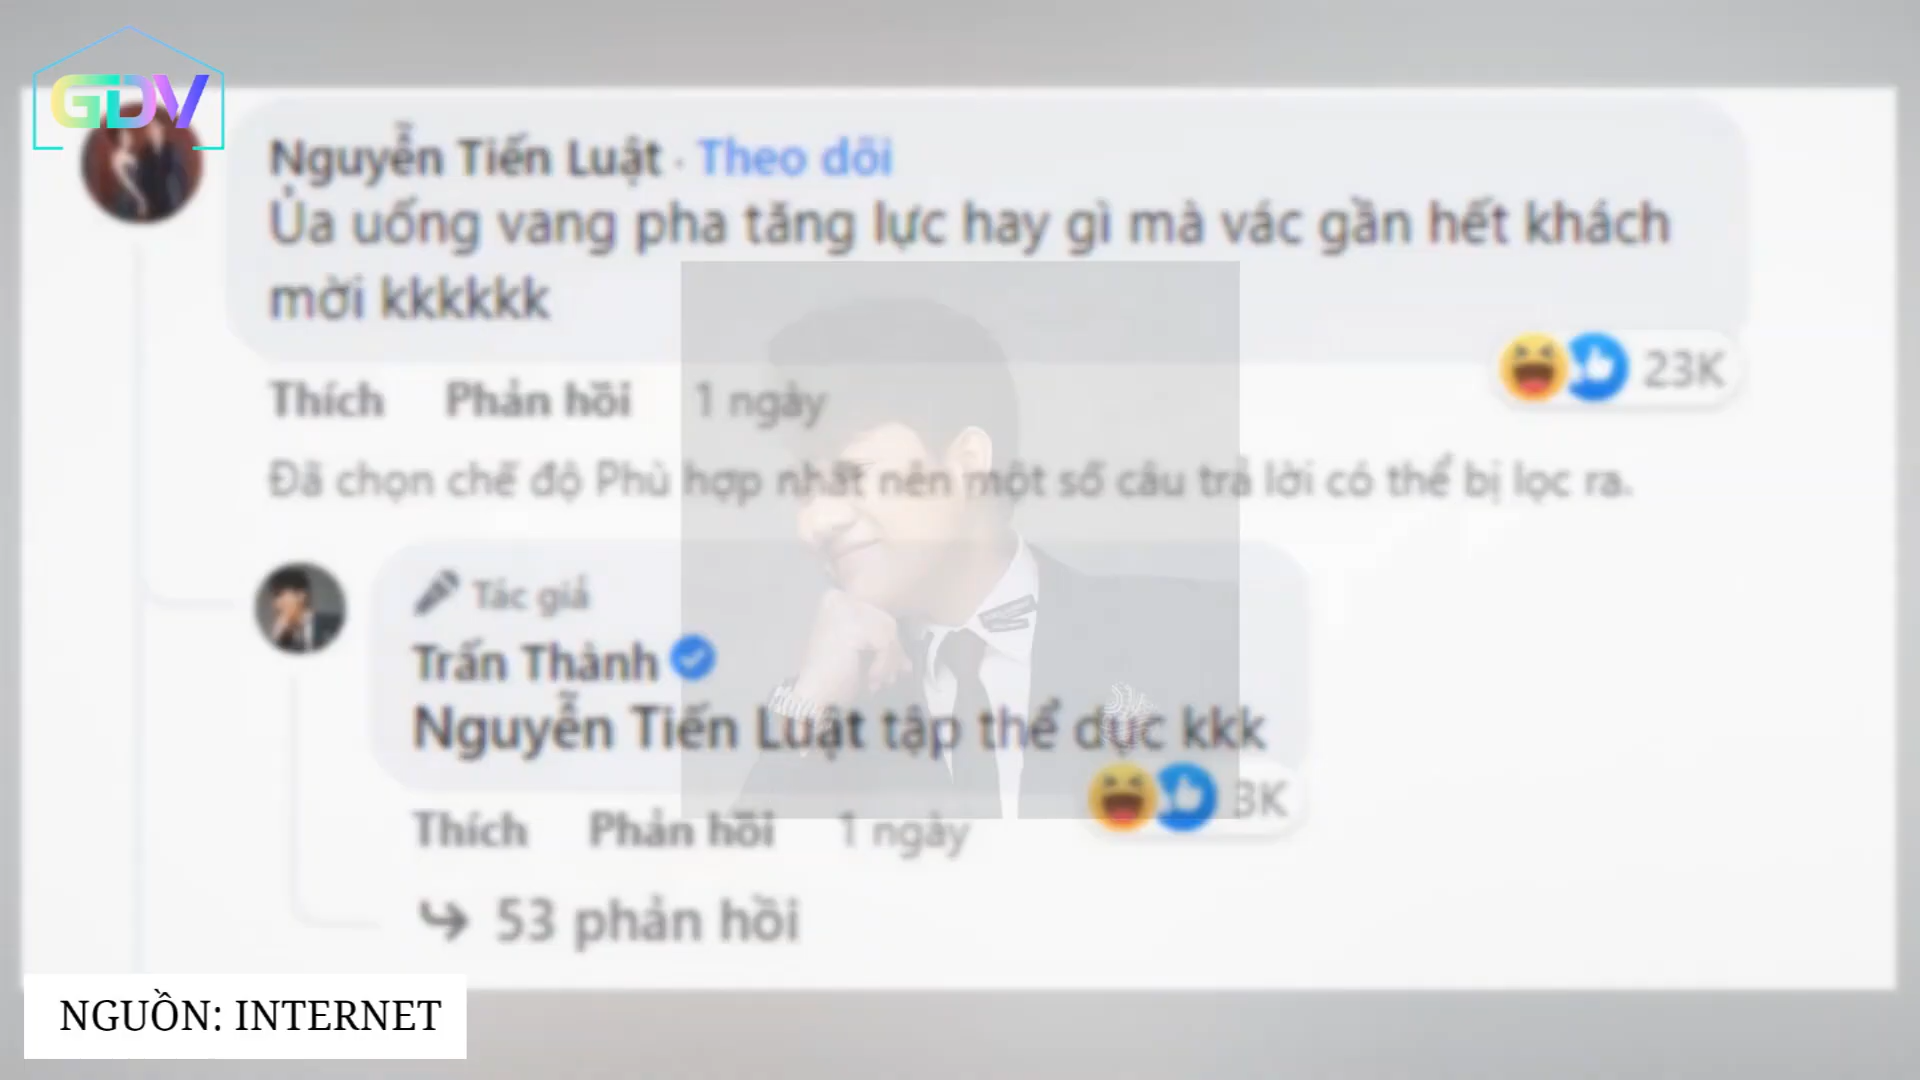 GDV
Nguyễn Tiến Luật · Theo dõi
Ủa uống vang pha tăng lực hay gì mà vác gần hết khách
mời kkkkkk
23K
Thích Phản hồi 1 ngày
Đã chọn chế độ Phù hợp nhất nên một số câu trả lời có thể bị lọc ra.
Tác giả
Trấn Thành
Nguyễn Tiến Luật tập thể dục kkk
3K
Thích Phản hồi 1 ngày
53 phản hồi
NGUỒN: INTERNET